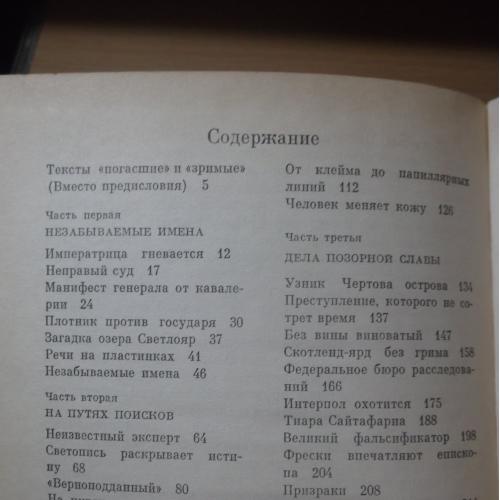 Содержание
Тексты «погасшие» и «зримые»
(Вместо предисловия) 5
Часть первая
НЕЗАБЫВАЕМЫЕ ИМЕНА
Императрица гневается 12
Неправый суд 17
Манифест генерала от кавале-
рии 24
Плотник против государя 30
Загадка озера Светлояр 37
Речи на пластинках 41
Незабываемые имена 46
Часть вторая
НА ПУТЯХ ПОИСКОВ
Неизвестный эксперт 64
Светопись раскрывает исти-
ну 68
«Верноподданный» 80
От клейма до папиллярных
линий 112
Человек меняет кожу 126
Часть третья
ДЕЛА ПОЗОРНОЙ СЛАВЫ
Узник Чертова острова 134
Преступление, которого не со-
трет время 137
Без вины виноватый 147
Скотленд-ярд без грима 158
Федеральное бюро расследова-
ний 166
Интерпол охотится 175
Тиара Сайтафарна 188
Великий фальсификатор 198
Фрески впечатляют еписко-
па 204
Призраки 208